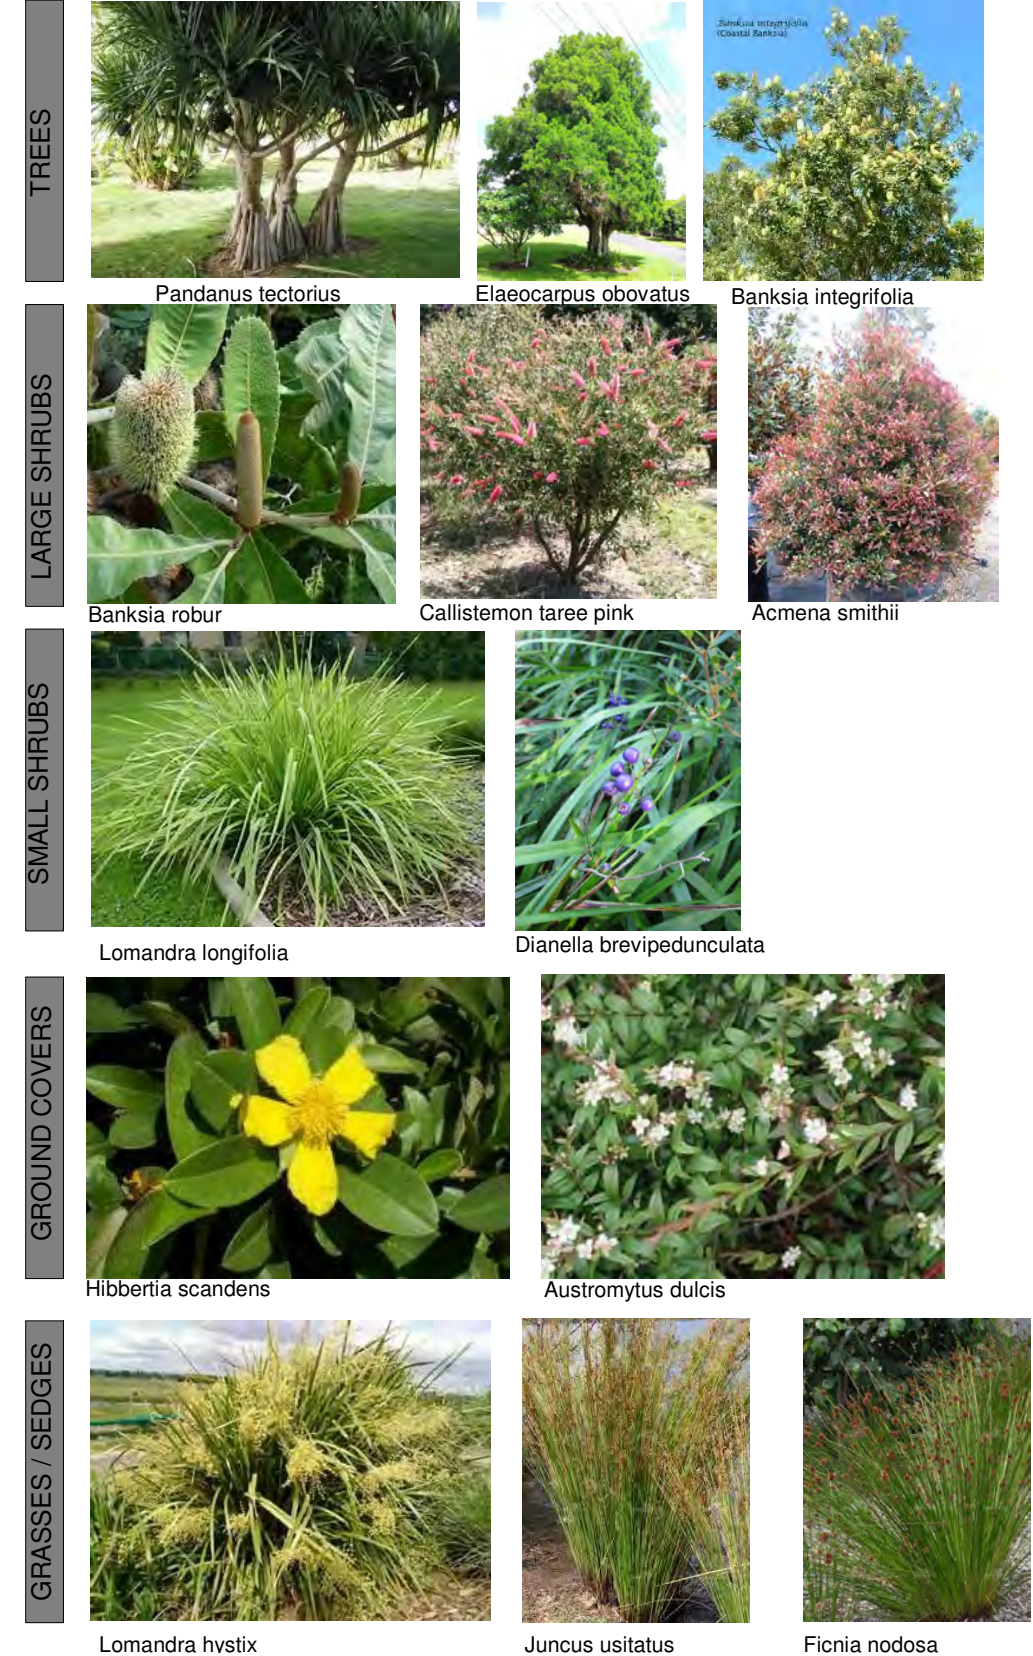 TREES
Banksia integrifolia
(Coastal Banksia)
Pandanus tectorius
Elaeocarpus obovatus
Banksia integrifolia
LARGE SHRUBS
Banksia robur
Callistemon taree pink
Acmena smithii
SMALL SHRUBS
Lomandra longifolia
Dianella brevipedunculata
GROUND COVERS
Hibbertia scandens
Austromytus dulcis
GRASSES / SEDGES
Lomandra hystix
Juncus usitatus
Ficnia nodosa